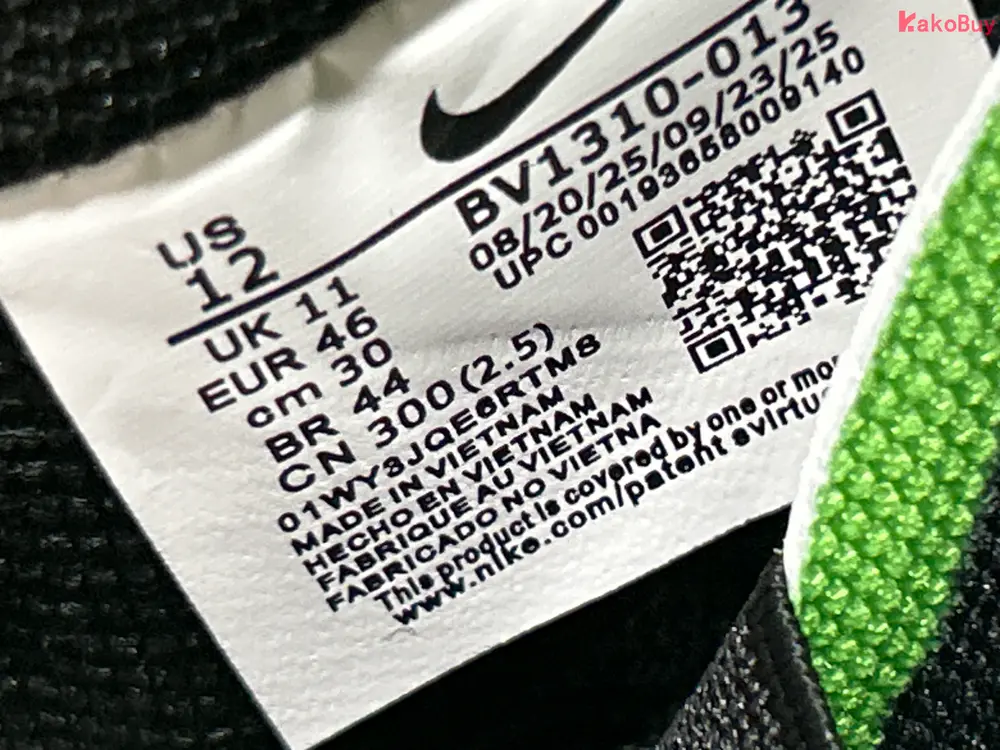 KakoBuy
BV1310-013
08/20/25/09/23/25
UPC 00193658009140
US
12
UK 11
EUR 46
cm 30
BR 44
CN 300 (2.5)
01WY3JQE6RTM8
MADE IN VIETNAM
HECHO EN VIETNAM
FABRIQUE AU VIETNAM
FABRICADO NO VIETNA
This product is covered by one or mo
www.nike.com/patent